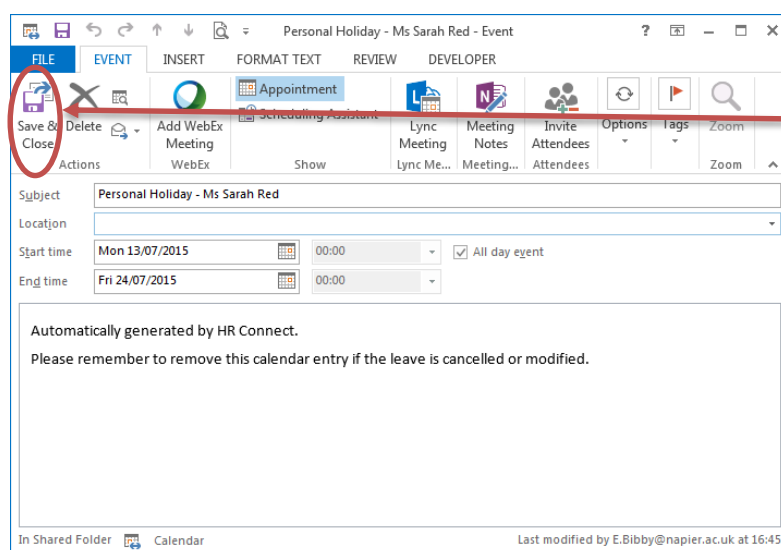 Personal Holiday - Ms Sarah Red - Event
FILE EVENT INSERT FORMAT TEXT REVIEW DEVELOPER
Save & Close
Delete
Add WebEx Meeting
Appointment
Scheduling Assistant
Lync Meeting
Meeting Notes
Invite Attendees
Options
Tags
Zoom
Actions WebEx Show Lync Me... Meeting... Attendees Zoom
Subject Personal Holiday - Ms Sarah Red
Location
Start time Mon 13/07/2015 00:00 All day event
End time Fri 24/07/2015 00:00
Automatically generated by HR Connect.
Please remember to remove this calendar entry if the leave is cancelled or modified.
In Shared Folder Calendar Last modified by E.Bibby@napier.ac.uk at 16:45